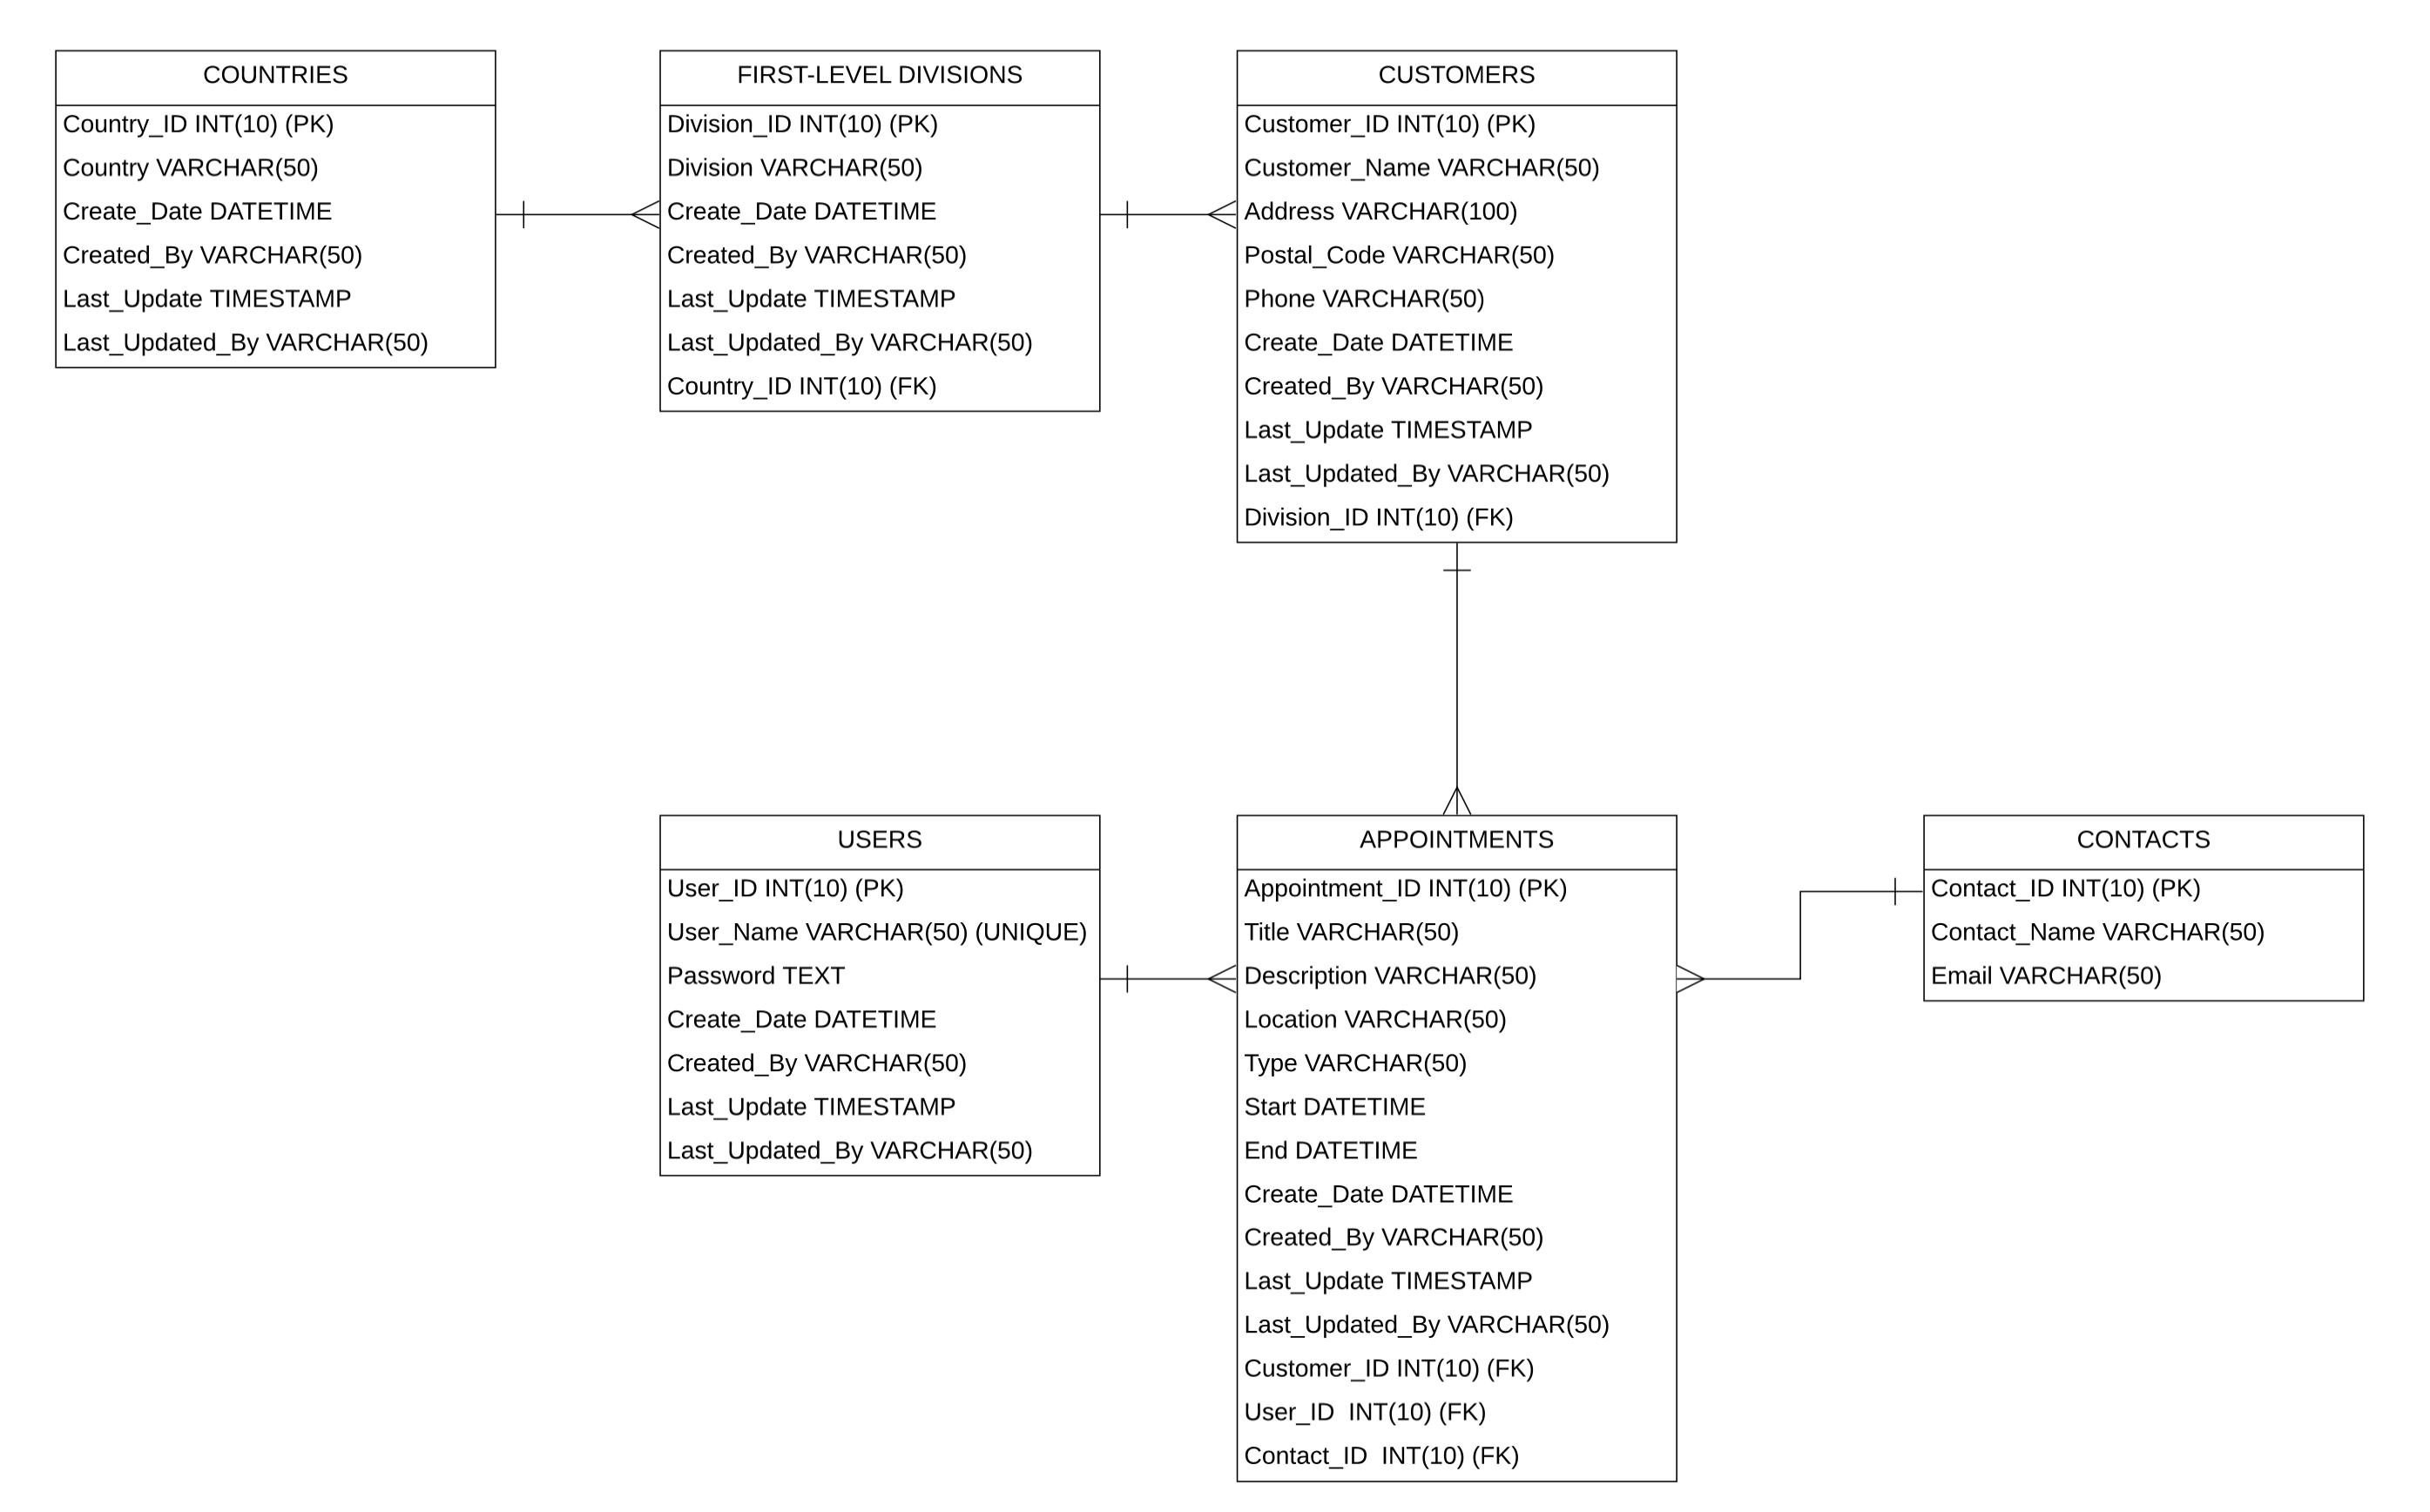 COUNTRIES
Country_ID INT(10) (PK)
Country VARCHAR(50)
Create_Date DATETIME
Created_By VARCHAR(50)
Last_Update TIMESTAMP
Last_Updated_By VARCHAR(50)
FIRST-LEVEL DIVISIONS
Division_ID INT(10) (PK)
Division VARCHAR(50)
Create_Date DATETIME
Created_By VARCHAR(50)
Last_Update TIMESTAMP
Last_Updated_By VARCHAR(50)
Country_ID INT(10) (FK)
CUSTOMERS
Customer_ID INT(10) (PK)
Customer_Name VARCHAR(50)
Address VARCHAR(100)
Postal_Code VARCHAR(50)
Phone VARCHAR(50)
Create_Date DATETIME
Created_By VARCHAR(50)
Last_Update TIMESTAMP
Last_Updated_By VARCHAR(50)
Division_ID INT(10) (FK)
USERS
User_ID INT(10) (PK)
User_Name VARCHAR(50) (UNIQUE)
Password TEXT
Create_Date DATETIME
Created_By VARCHAR(50)
Last_Update TIMESTAMP
Last_Updated_By VARCHAR(50)
APPOINTMENTS
Appointment_ID INT(10) (PK)
Title VARCHAR(50)
Description VARCHAR(50)
Location VARCHAR(50)
Type VARCHAR(50)
Start DATETIME
End DATETIME
Create_Date DATETIME
Created_By VARCHAR(50)
Last_Update TIMESTAMP
Last_Updated_By VARCHAR(50)
Customer_ID INT(10) (FK)
User_ID  INT(10) (FK)
Contact_ID  INT(10) (FK)
CONTACTS
Contact_ID INT(10) (PK)
Contact_Name VARCHAR(50)
Email VARCHAR(50)